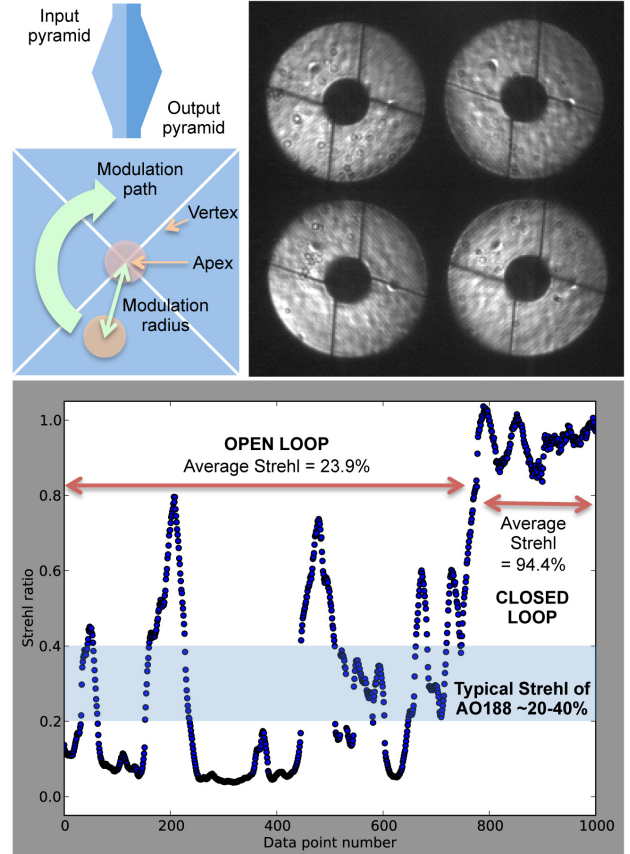 Input
pyramid
Output
pyramid
Modulation
path
Vertex
Apex
Modulation
radius
OPEN LOOP
Average Strehl = 23.9%
Average
Strehl
= 94.4%
CLOSED
LOOP
Typical Strehl of
AO188 ~20-40%
Strehl ratio
1.0
0.8
0.6
0.4
0.2
0.0
0
200
400
600
800
1000
Data point number